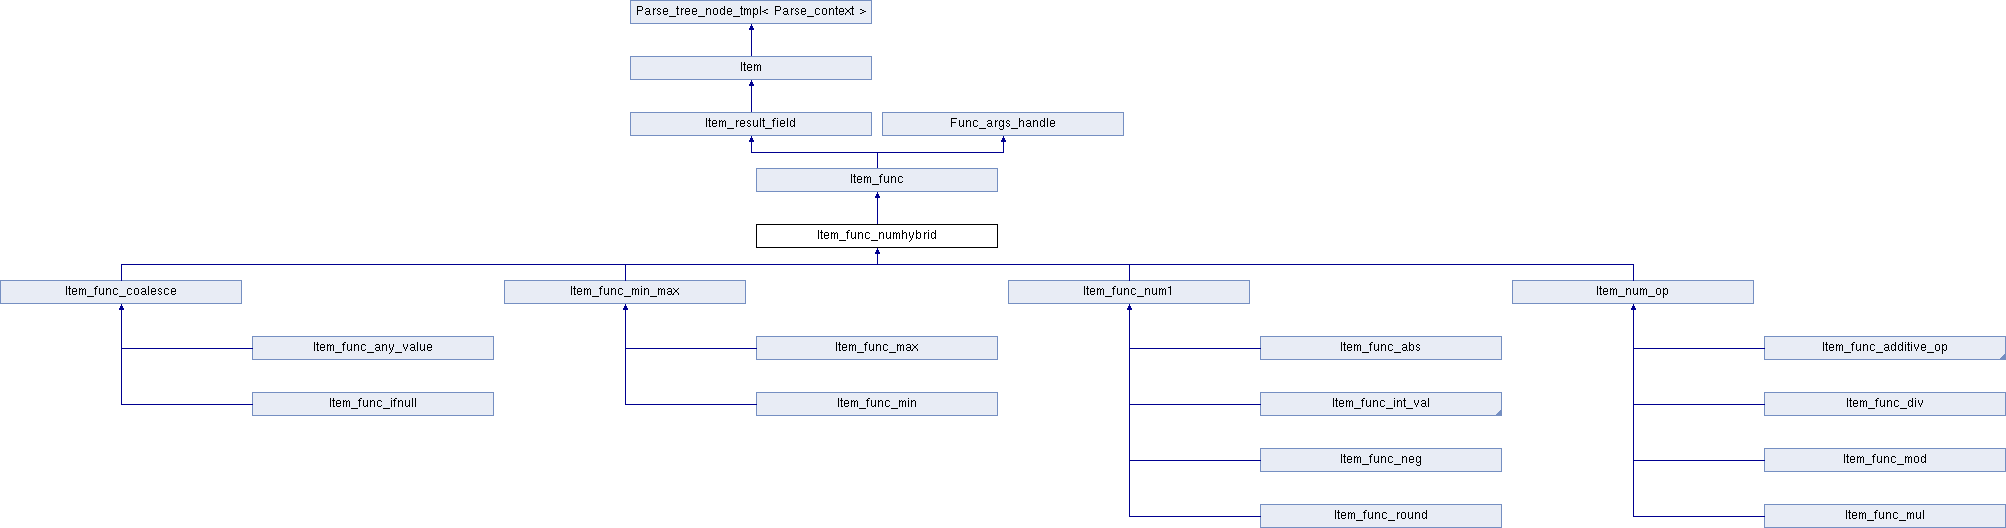 Parse_tree_node_tmpl< Parse_context >
Item
Item_result_field
Func_args_handle
Item_func
Item_func_numhybrid
Item_func_coalesce
Item_func_min_max
Item_func_num1
Item_num_op
Item_func_any_value
Item_func_max
Item_func_abs
Item_func_additive_op
Item_func_ifnull
Item_func_min
Item_func_int_val
Item_func_div
Item_func_neg
Item_func_mod
Item_func_round
Item_func_mul